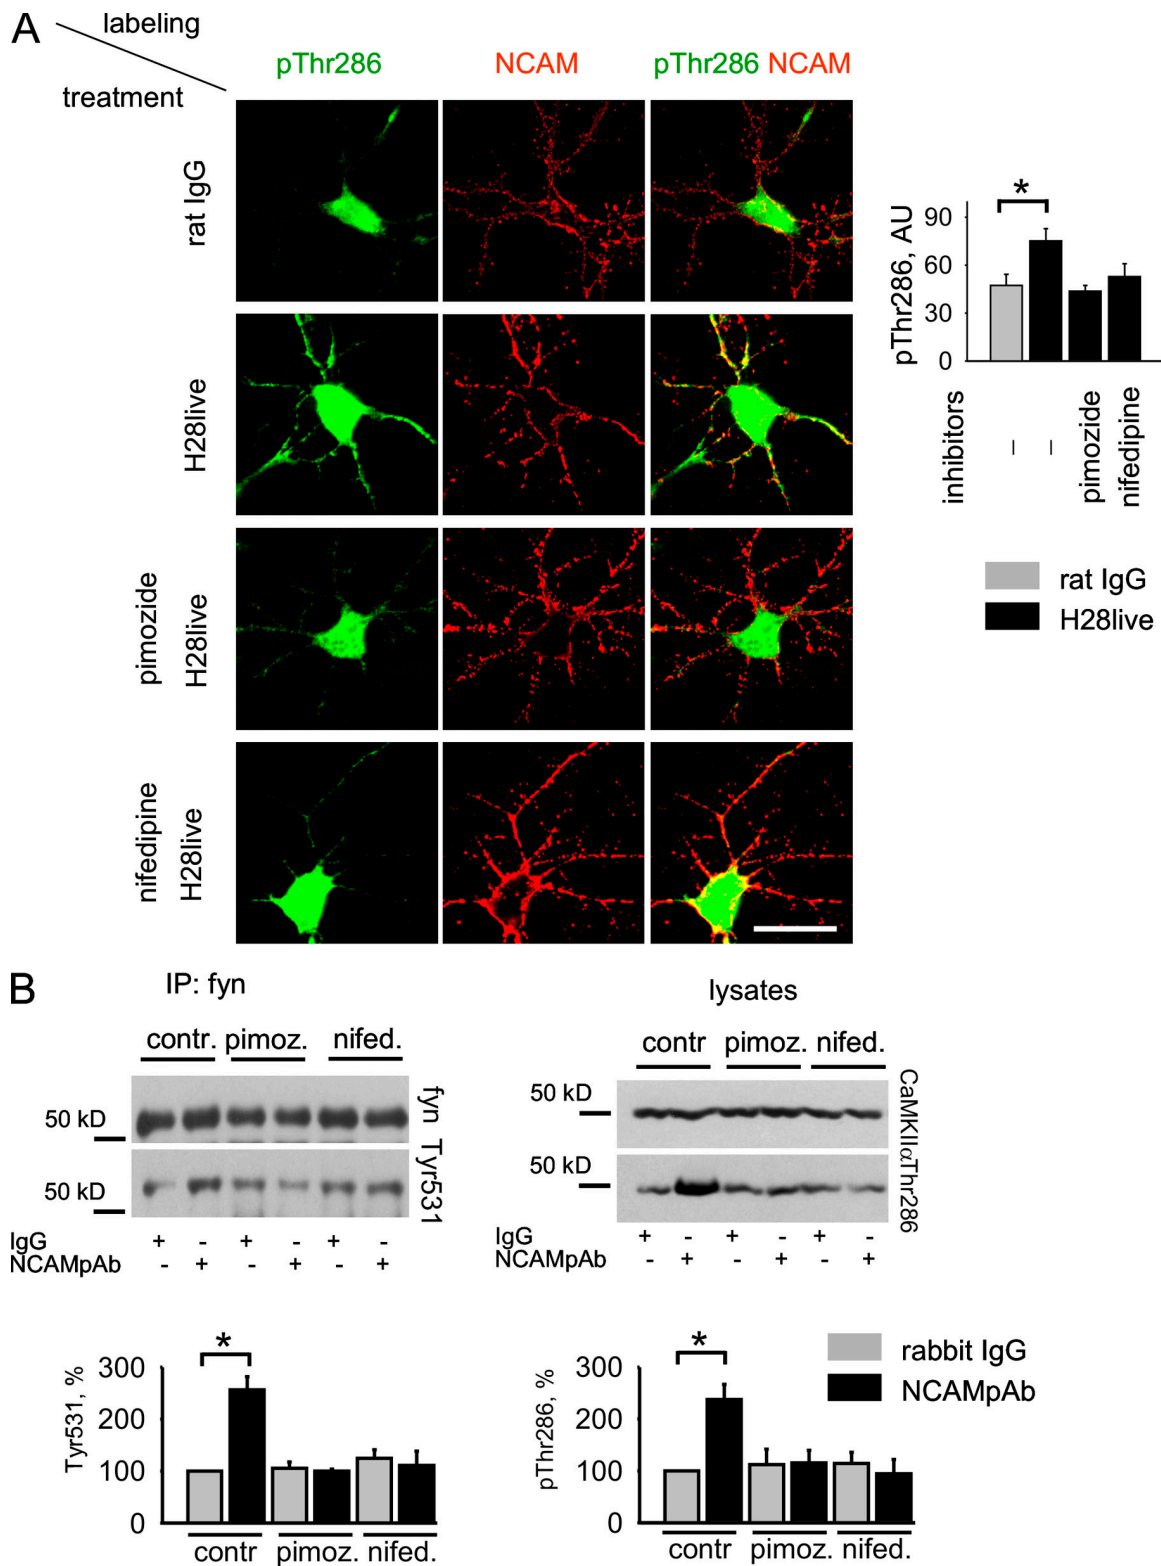 A
labeling
treatment
pThr286
NCAM
pThr286 NCAM
rat IgG
H28live
pimozide
H28live
nifedipine
H28live
*
pThr286, AU
90
60
30
0
inhibitors
–
–
pimozide
nifedipine
rat IgG
H28live
B
IP: fyn
contr. pimoz. nifed.
50 kD
fyn
50 kD
Tyr531
IgG + - + - + -
NCAMpAb - + - + - +
lysates
contr pimoz. nifed.
50 kD
CaMKIIα
50 kD
Thr286
IgG + - + - + -
NCAMpAb - + - + - +
*
Tyr531, %
300
200
100
0
contr pimoz. nifed.
*
pThr286, %
300
200
100
0
contr pimoz. nifed.
rabbit IgG
NCAMpAb